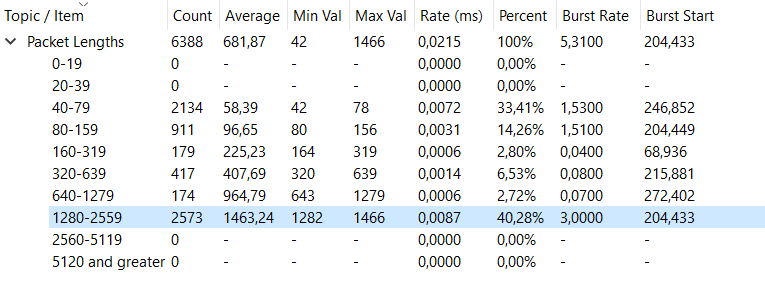 Topic / Item Count Average Min Val Max Val Rate (ms) Percent Burst Rate Burst Start
Packet Lengths 6388 681,87 42 1466 0,0215 100% 5,3100 204,433
0-19 0 - - - 0,0000 0,00% - -
20-39 0 - - - 0,0000 0,00% - -
40-79 2134 58,39 42 78 0,0072 33,41% 1,5300 246,852
80-159 911 96,65 80 156 0,0031 14,26% 1,5100 204,449
160-319 179 225,23 164 319 0,0006 2,80% 0,0400 68,936
320-639 417 407,69 320 639 0,0014 6,53% 0,0800 215,881
640-1279 174 964,79 643 1279 0,0006 2,72% 0,0700 272,402
1280-2559 2573 1463,24 1282 1466 0,0087 40,28% 3,0000 204,433
2560-5119 0 - - - 0,0000 0,00% - -
5120 and greater 0 - - - 0,0000 0,00% - -